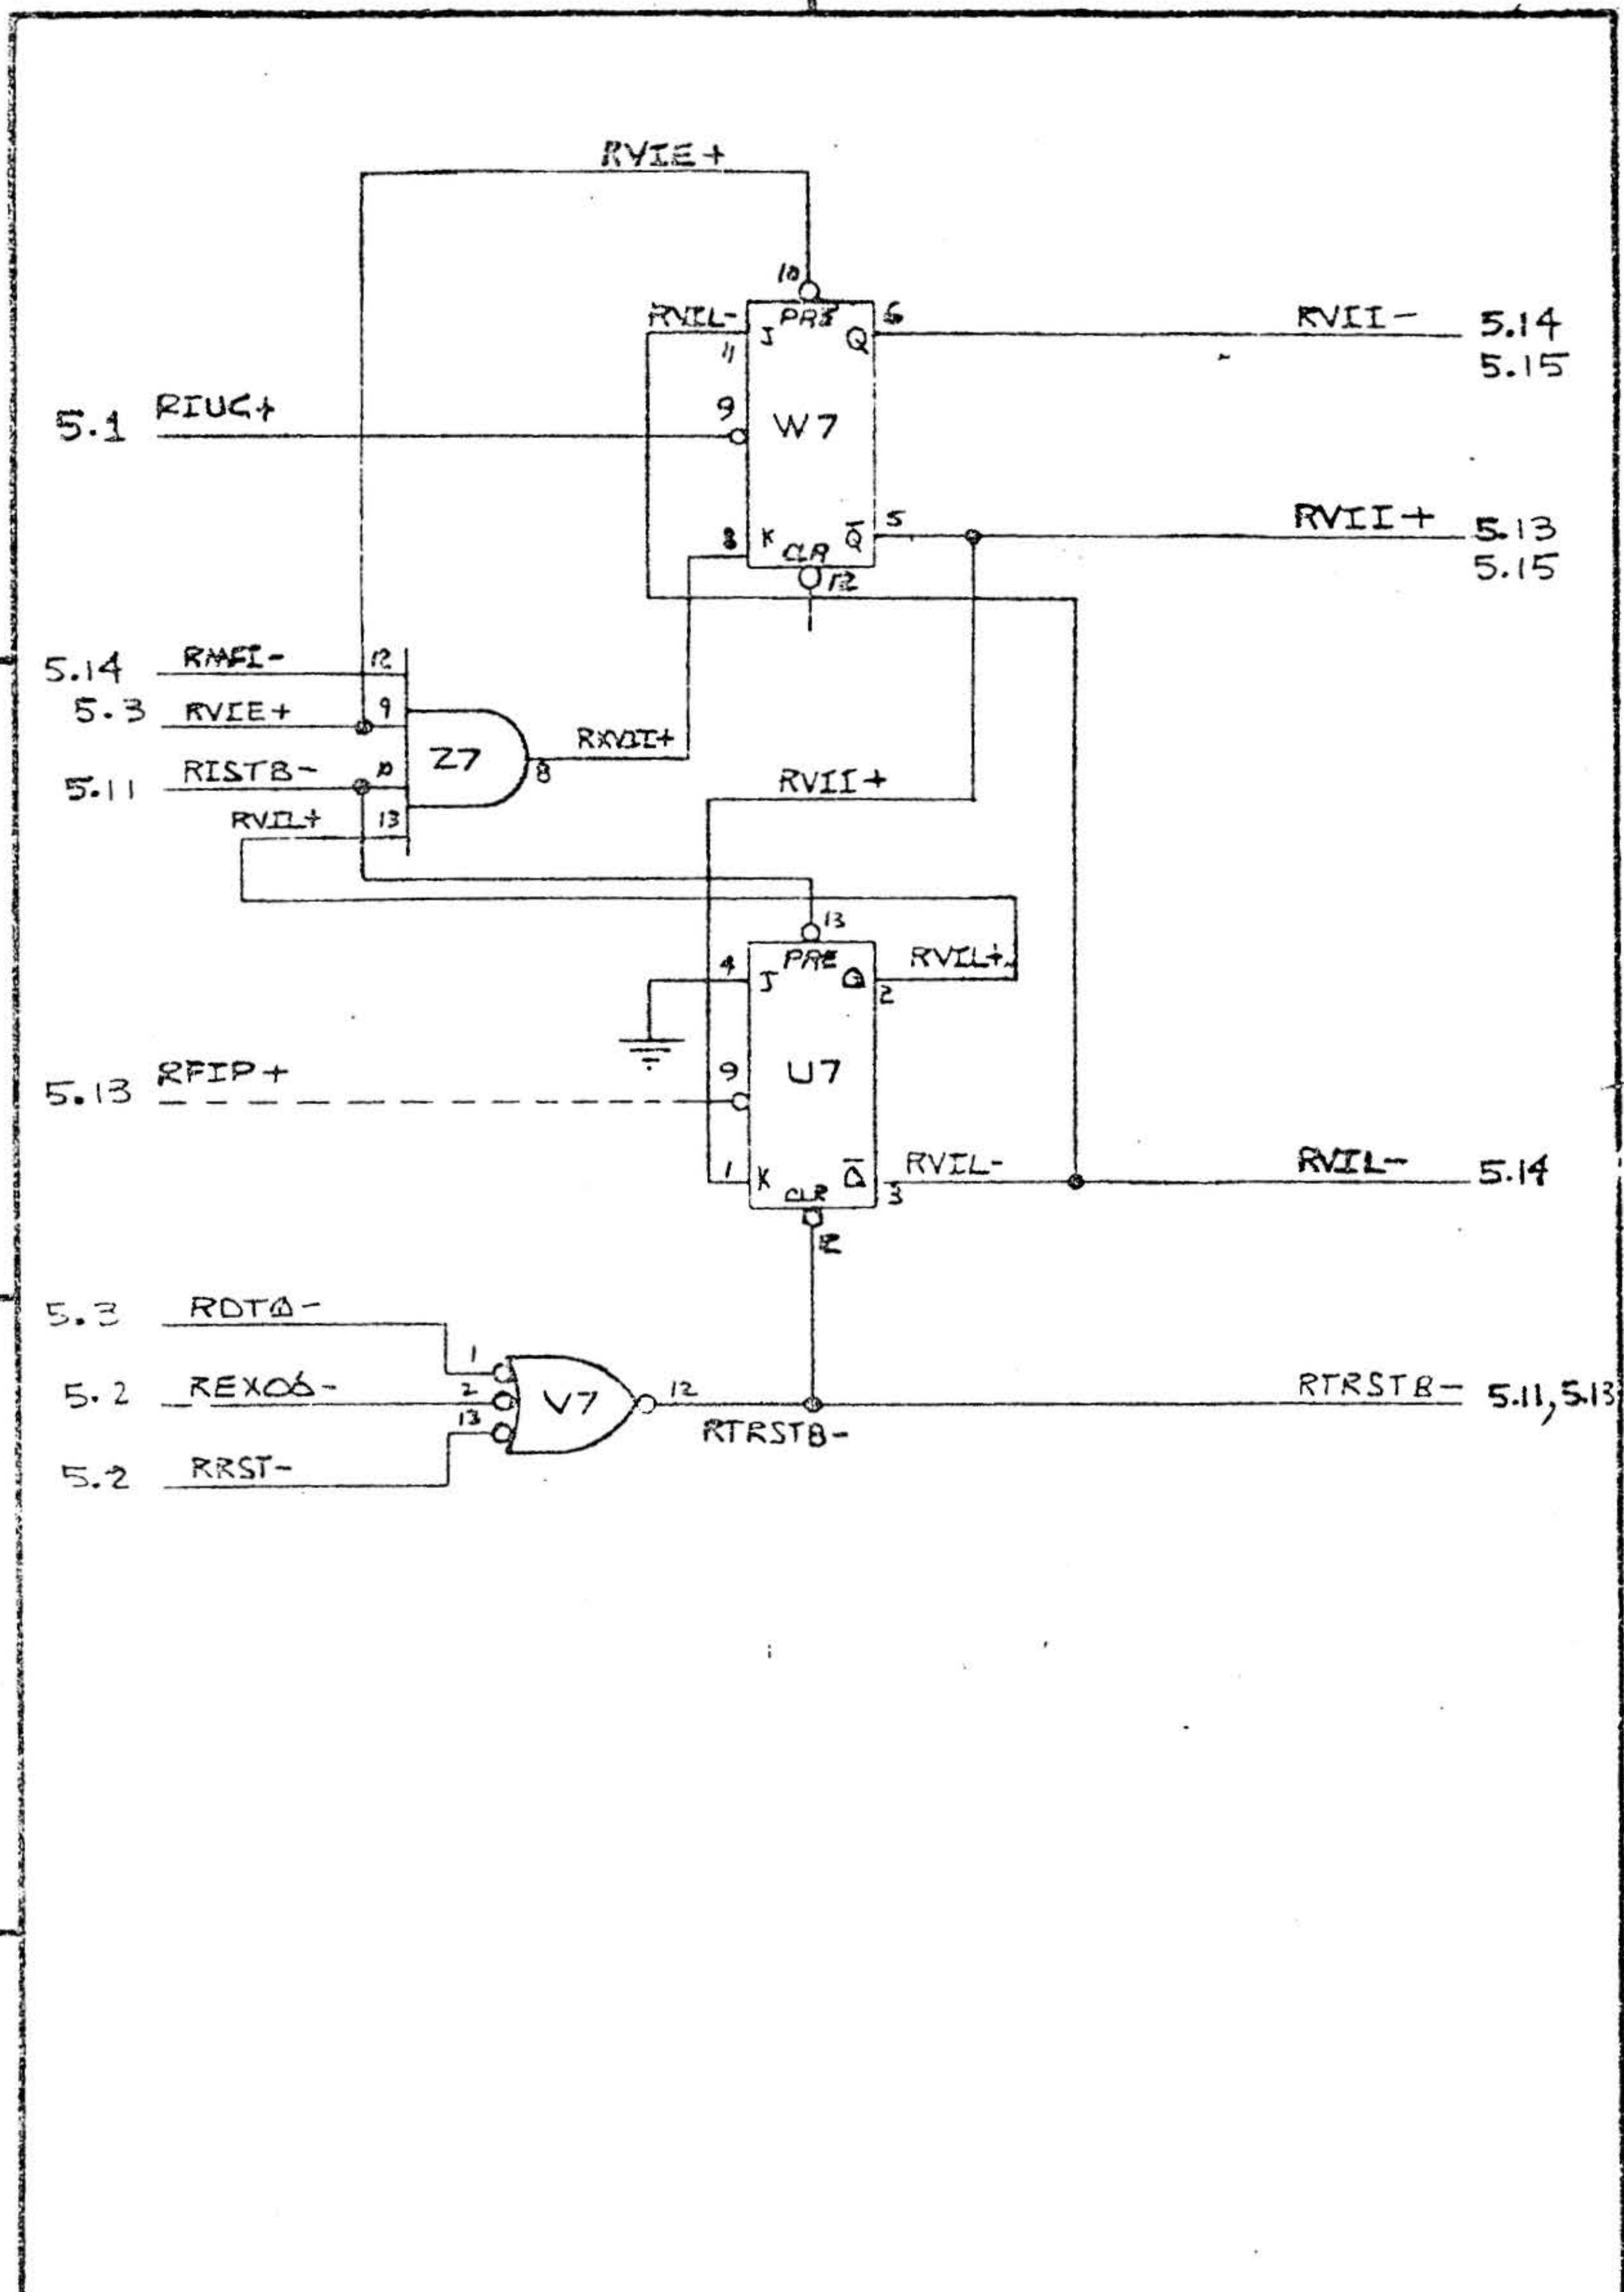 RVIE+
10
RVIL- PRE 6 RVII- 5.14
J Q
11 5.15
5.1 RIUC+ 9 W7
5 RVII+ 5.13
8 K CLR Q̄ 5.15
12
5.14 RMFI- 12
5.3 RVIE+ 9
Z7 RXVII+
5.11 RISTB- 10 8
RVII+
RVIL+ 13
13
4 J PRE Q RVIL+
2
5.13 RFIP+ 9 U7
1 K CLR Q̄ RVIL- RVIL- 5.14
3
12
5.3 RDTO-
1
5.2 REX06- 2 V7 12 RTRSTB- 5.11, 5.13
13 RTRSTB-
5.2 RRST-